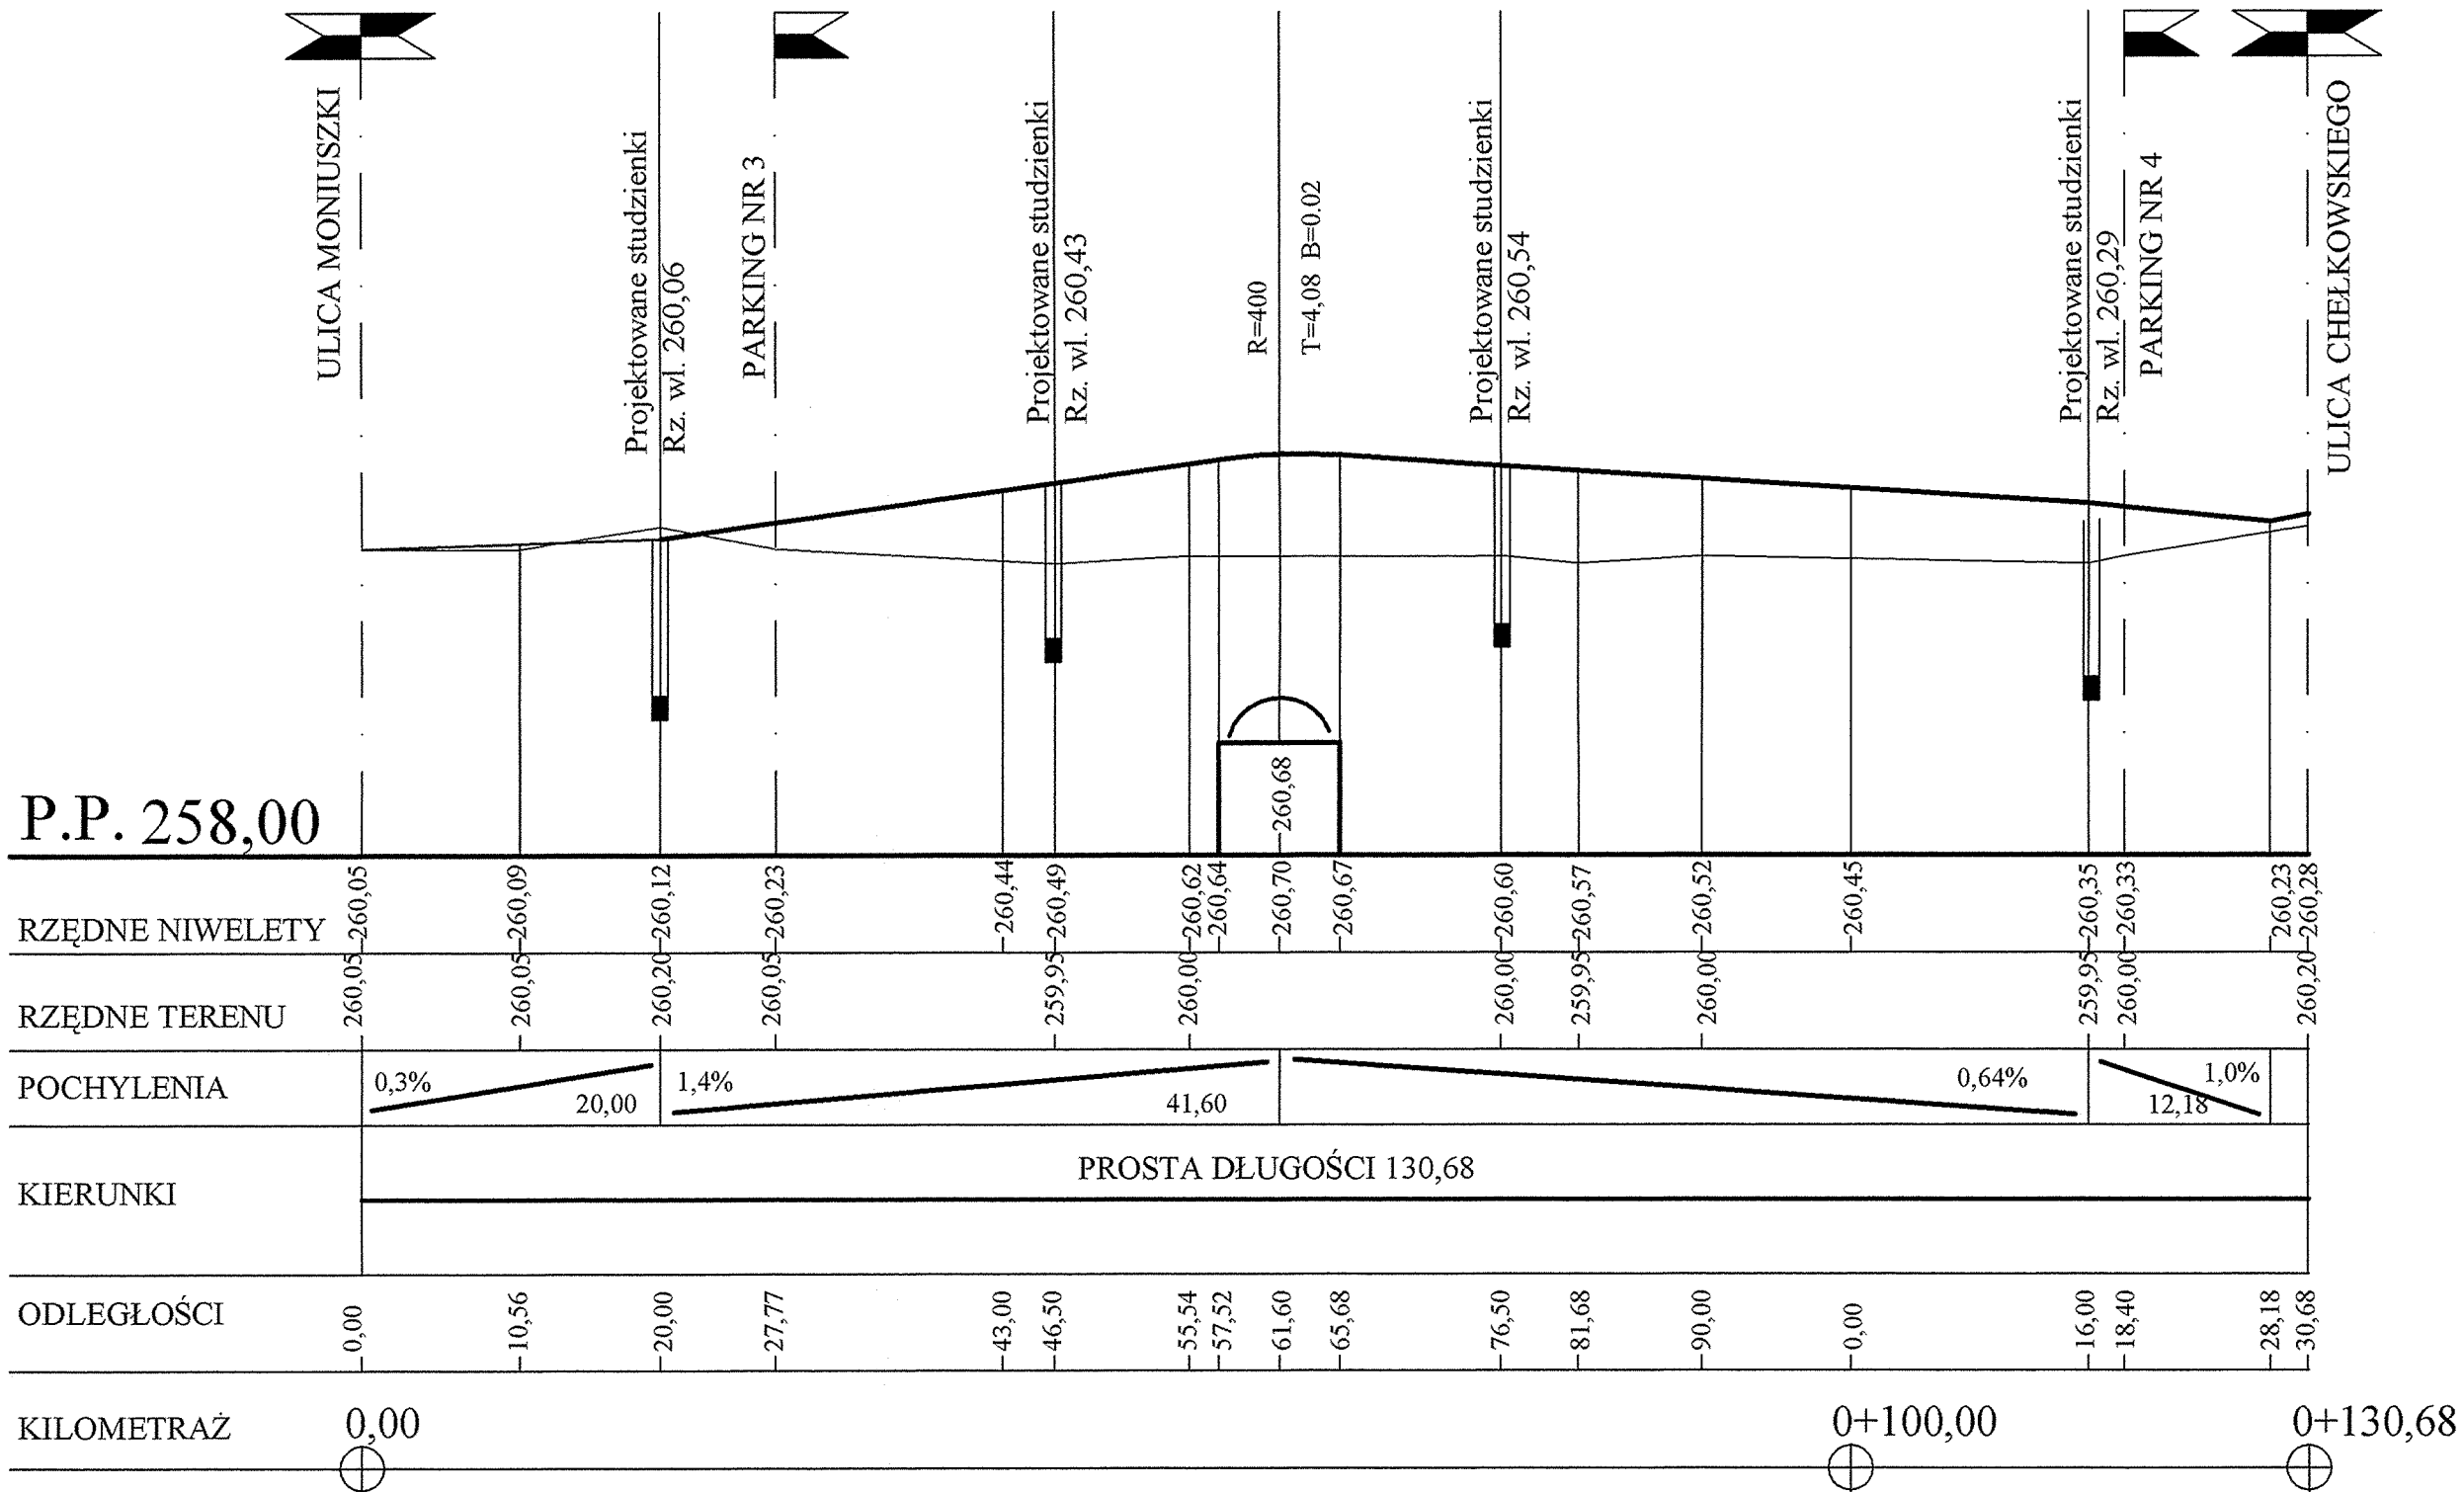 ULICA MONIUSZKI
Projektowane studzienki
Rz. wl. 260,06
PARKING NR 3
Projektowane studzienki
Rz. wl. 260,43
R=400
T=4,08 B=0.02
Projektowane studzienki
Rz. wl. 260,54
Projektowane studzienki
Rz. wl. 260,29
PARKING NR 4
ULICA CHEŁKOWSKIEGO
260,68
P.P. 258,00
RZĘDNE NIWELETY 260,05 260,09 260,12 260,23 260,44 260,49 260,62 260,64 260,70 260,67 260,60 260,57 260,52 260,45 260,35 260,33 260,23 260,28
RZĘDNE TERENU 260,05 260,05 260,20 260,05 259,95 260,00 260,00 259,95 260,00 259,95 260,00 260,20
POCHYLENIA 0,3% 20,00 1,4% 41,60 0,64% 12,18 1,0%
KIERUNKI PROSTA DŁUGOŚCI 130,68
ODLEGŁOŚCI 0,00 10,56 20,00 27,77 43,00 46,50 55,54 57,52 61,60 65,68 76,50 81,68 90,00 0,00 16,00 18,40 28,18 30,68
KILOMETRAŻ 0,00 0+100,00 0+130,68